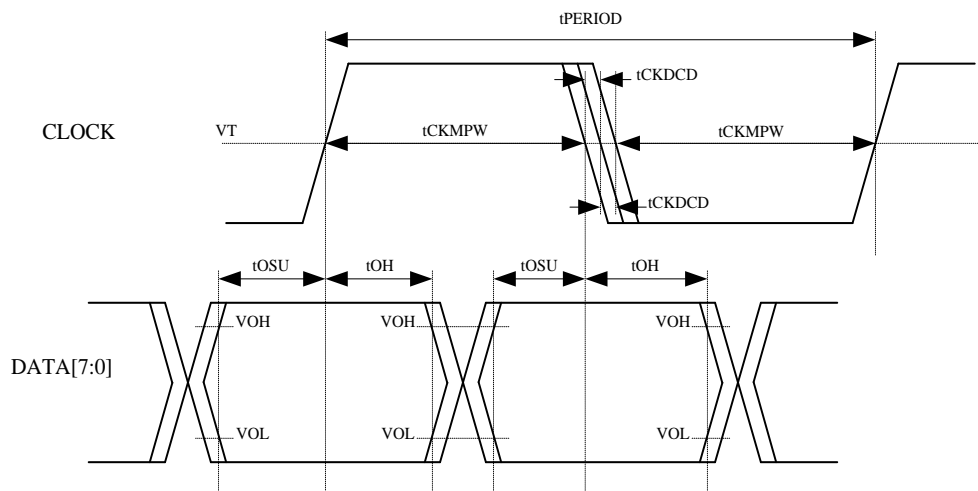 tPERIOD
tCKDCD
CLOCK
VT
tCKMPW
tCKMPW
tCKDCD
tOSU
tOH
tOSU
tOH
VOH
VOH
VOH
DATA[7:0]
VOL
VOL
VOL